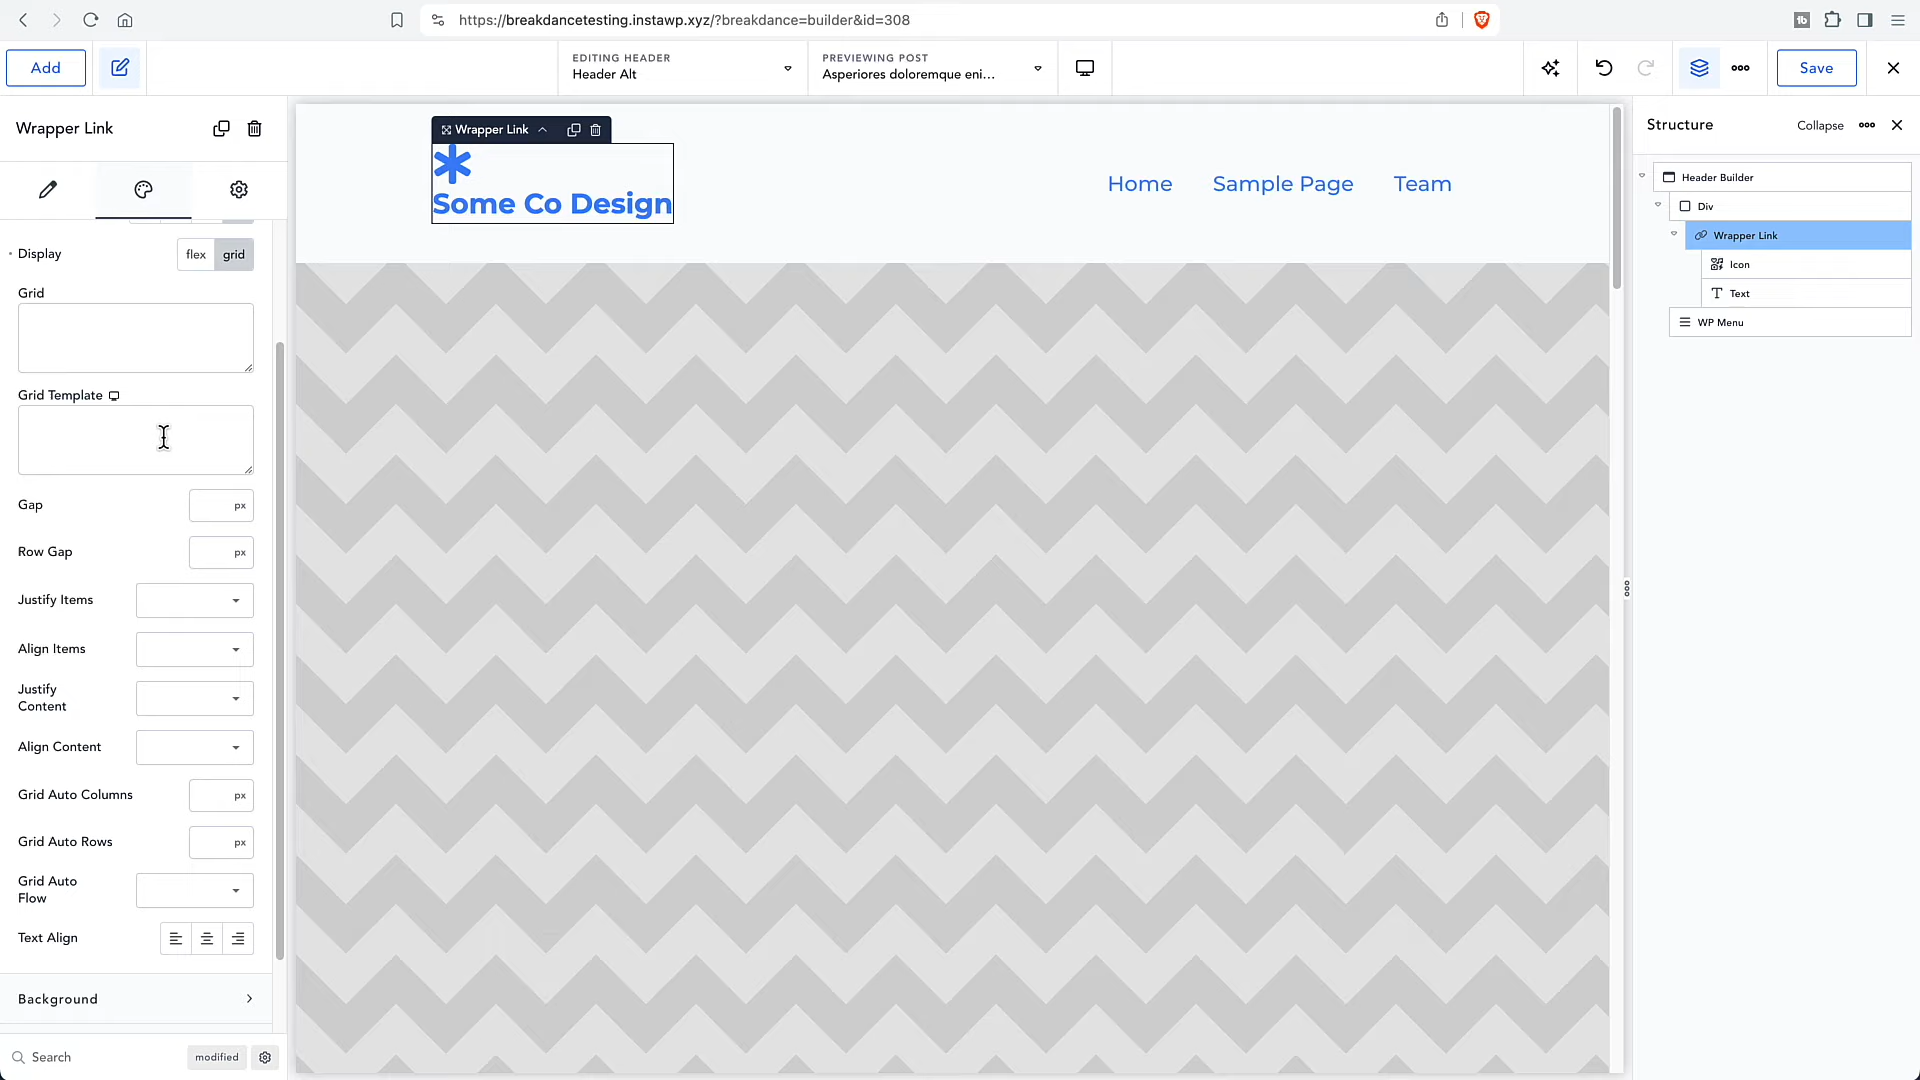 https://breakdancetesting.instawp.xyz/?breakdance=builder&id=308
Add
EDITING HEADER
Header Alt
PREVIEWING POST
Asperiores doloremque eni...
Save
Wrapper Link
Display
flex
grid
Grid
Grid Template
Gap
px
Row Gap
px
Justify Items
Align Items
Justify
Content
Align Content
Grid Auto Columns
px
Grid Auto Rows
px
Grid Auto
Flow
Text Align
Background
Search
modified
Wrapper Link
Some Co Design
Home
Sample Page
Team
Structure
Collapse
Header Builder
Div
Wrapper Link
Icon
Text
WP Menu